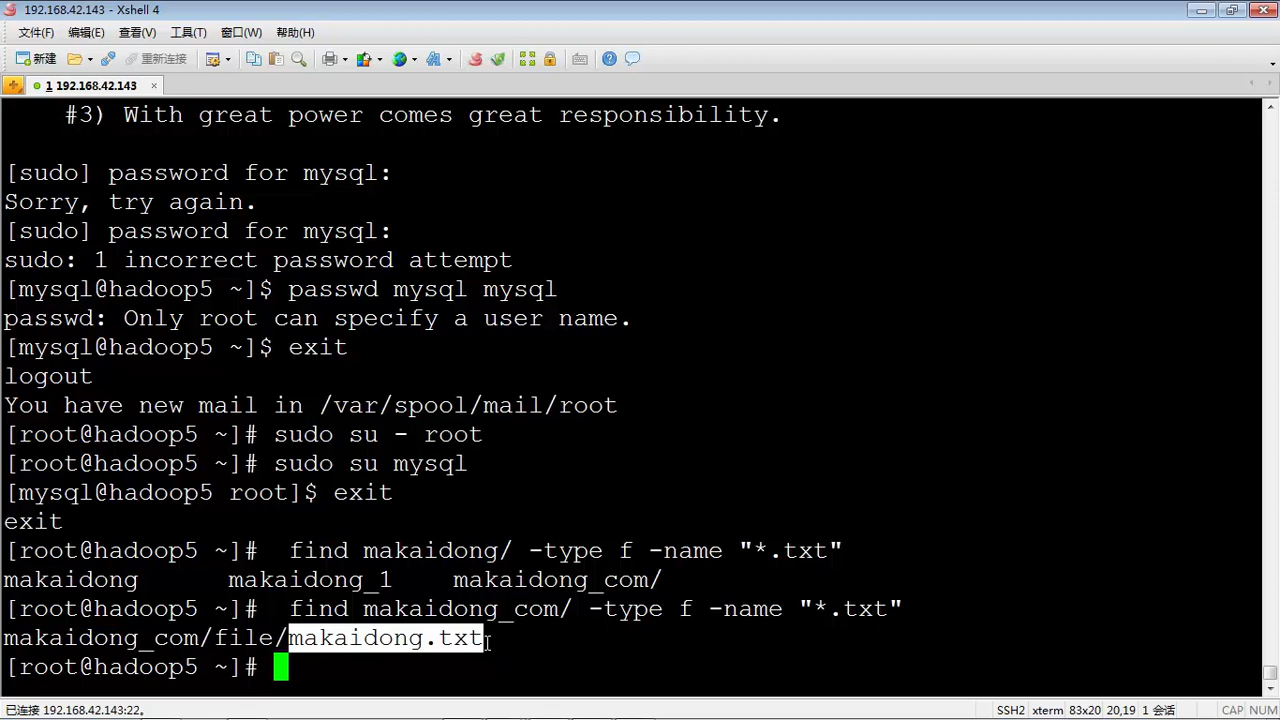 192.168.42.143 - Xshell 4
文件(F) 编辑(E) 查看(V) 工具(T) 窗口(W) 帮助(H)
新建 重新连接
1 192.168.42.143 ×
#3) With great power comes great responsibility.
[sudo] password for mysql:
Sorry, try again.
[sudo] password for mysql:
sudo: 1 incorrect password attempt
[mysql@hadoop5 ~]$ passwd mysql mysql
passwd: Only root can specify a user name.
[mysql@hadoop5 ~]$ exit
logout
You have new mail in /var/spool/mail/root
[root@hadoop5 ~]# sudo su - root
[root@hadoop5 ~]# sudo su mysql
[mysql@hadoop5 root]$ exit
exit
[root@hadoop5 ~]#  find makaidong/ -type f -name "*.txt"
makaidong      makaidong_1    makaidong_com/
[root@hadoop5 ~]#  find makaidong_com/ -type f -name "*.txt"
makaidong_com/file/makaidong.txt
[root@hadoop5 ~]#
已连接 192.168.42.143:22。 SSH2 xterm 83x20 20,19 1 会话 CAP NUM